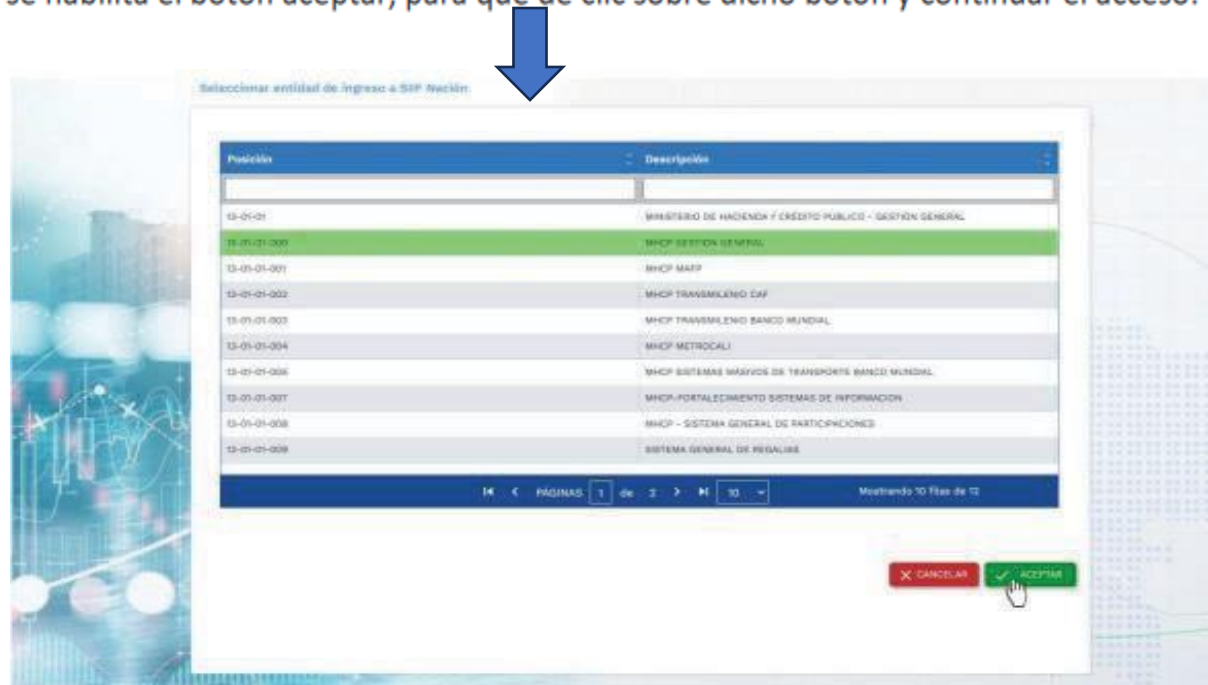 se habilita el botón aceptar, para que de clic sobre dicho botón y continuar el acceso.
Seleccionar entidad de ingreso a SIIF Nación
Posición Descripción
13-01-01 MINISTERIO DE HACIENDA Y CRÉDITO PÚBLICO - GESTIÓN GENERAL
13-01-01-000 MHCP GESTION GENERAL
13-01-01-001 MHCP MAFP
13-01-01-002 MHCP TRANSMILENIO CAF
13-01-01-003 MHCP TRANSMILENIO BANCO MUNDIAL
13-01-01-004 MHCP METROCALI
MHCP SISTEMAS MASIVOS DE TRANSPORTE BANCO MUNDIAL
13-01-01-007 MHCP-FORTALECIMIENTO SISTEMAS DE INFORMACION
13-01-01-008 MHCP - SISTEMA GENERAL DE PARTICIPACIONES
13-01-01-009 SISTEMA GENERAL DE REGALIAS
PÁGINAS 1 de 2 10 Mostrando 10 filas de 12
CANCELAR ACEPTAR